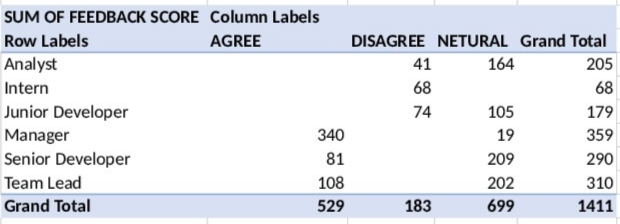 SUM OF FEEDBACK SCORE Column Labels
Row Labels AGREE DISAGREE NETURAL Grand Total
Analyst 41 164 205
Intern 68 68
Junior Developer 74 105 179
Manager 340 19 359
Senior Developer 81 209 290
Team Lead 108 202 310
Grand Total 529 183 699 1411